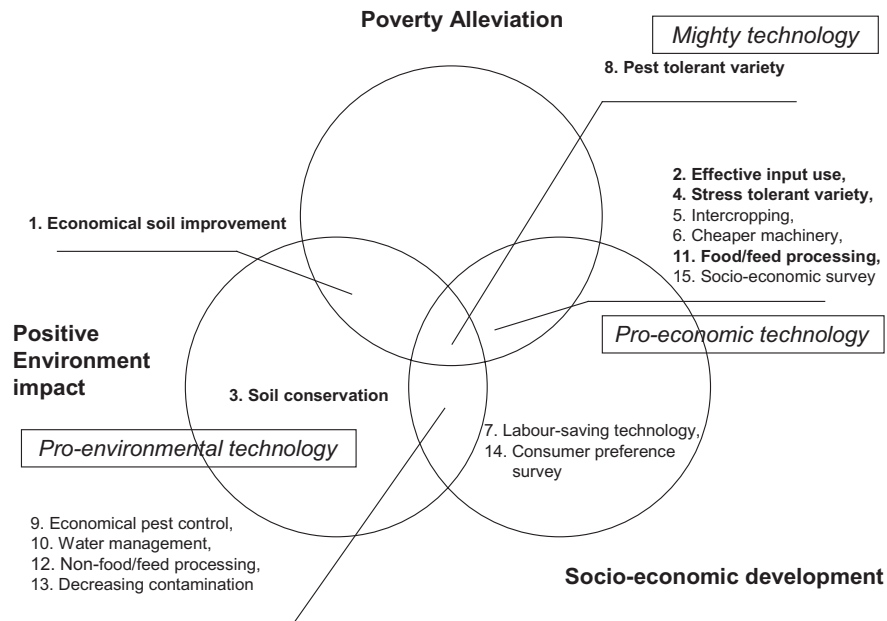 Poverty Alleviation
Mighty technology
8. Pest tolerant variety
2. Effective input use,
4. Stress tolerant variety,
5. Intercropping,
6. Cheaper machinery,
11. Food/feed processing,
15. Socio-economic survey
1. Economical soil improvement
Pro-economic technology
Positive
Environment
impact
3. Soil conservation
Pro-environmental technology
7. Labour-saving technology,
14. Consumer preference
survey
9. Economical pest control,
10. Water management,
12. Non-food/feed processing,
13. Decreasing contamination
Socio-economic development